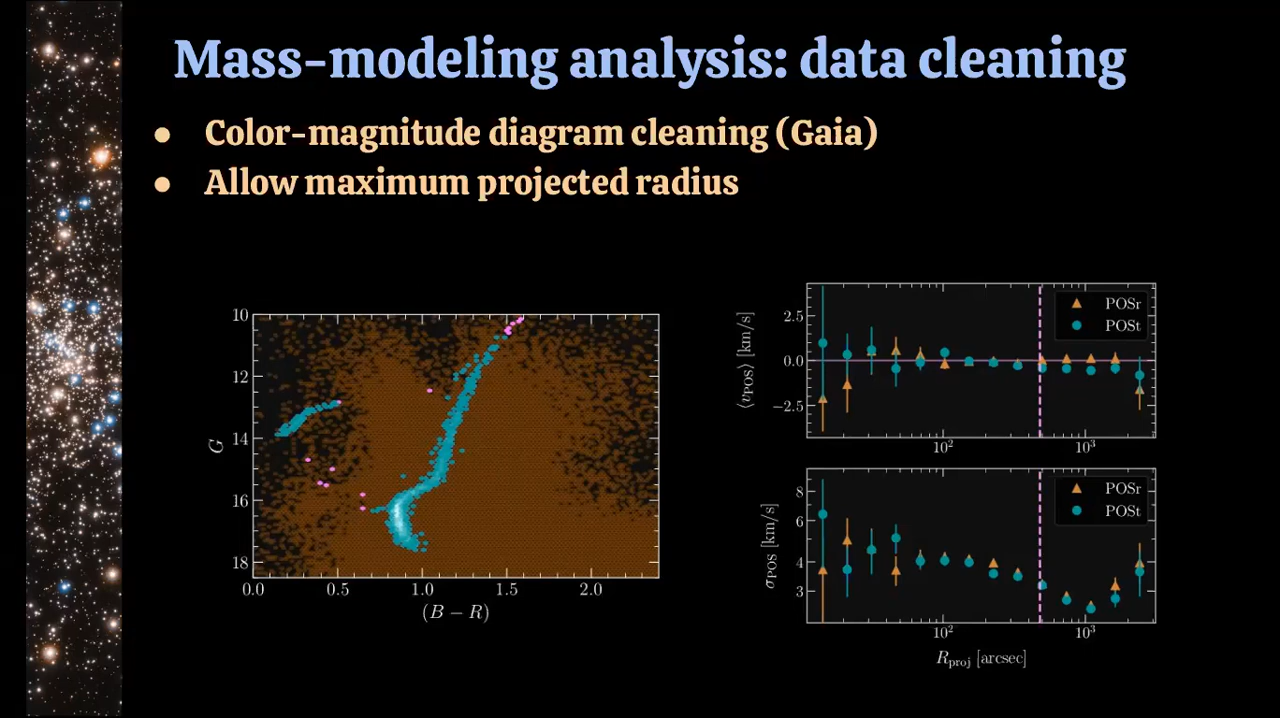 Mass-modeling analysis: data cleaning
● Color-magnitude diagram cleaning (Gaia)
● Allow maximum projected radius
10
12
14
16
18
G
0.0 0.5 1.0 1.5 2.0
(B − R)
POSr
POSt
2.5
0.0
−2.5
⟨v_POS⟩ [km/s]
10² 10³
POSr
POSt
8
6
4
3
σ_POS [km/s]
10² 10³
R_proj [arcsec]